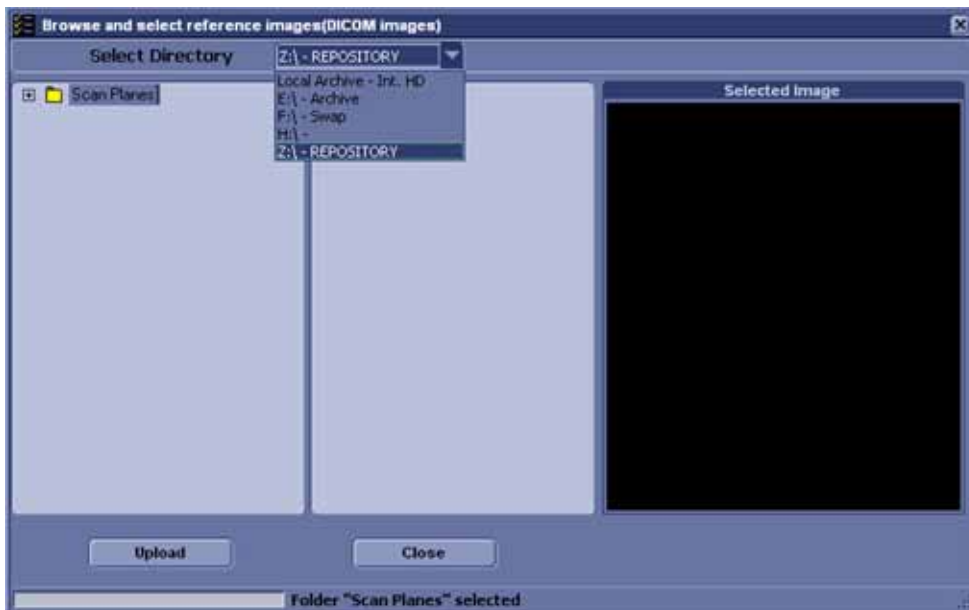 Browse and select reference images(DICOM images)
Select Directory
Z:\ - REPOSITORY
Local Archive - Int. HD
E:\ - Archive
F:\ - Swap
H:\ -
Z:\ - REPOSITORY
Scan Planes
Selected Image
Upload
Close
Folder "Scan Planes" selected